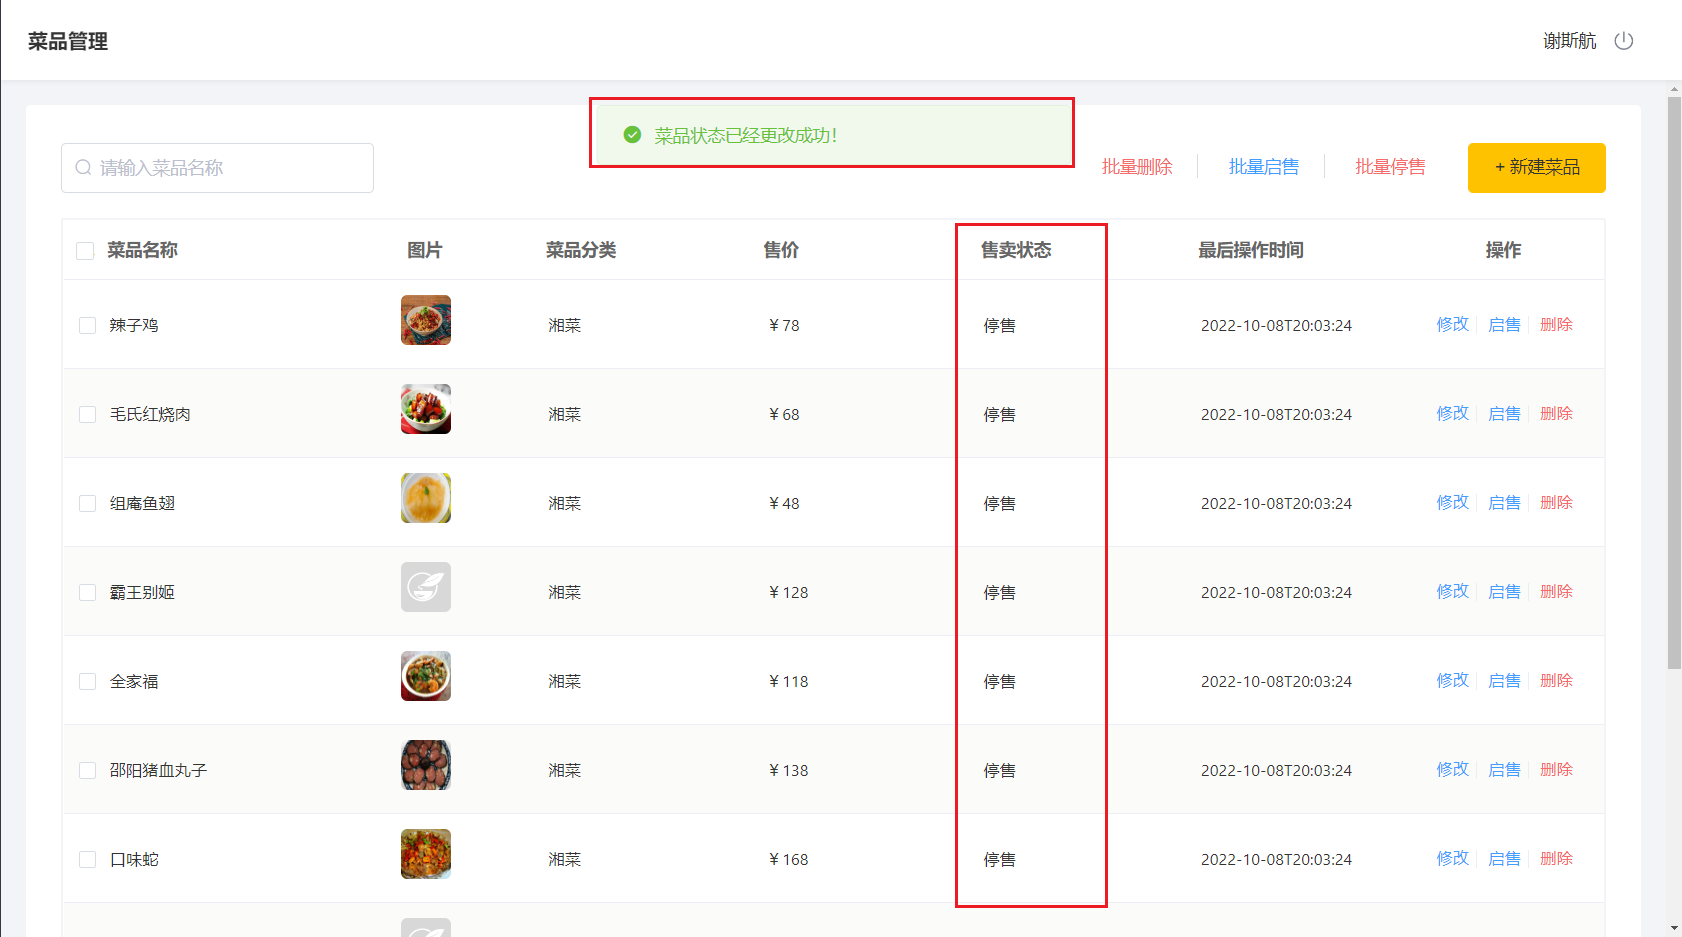 菜品管理
谢斯航
菜品状态已经更改成功!
请输入菜品名称
批量删除 批量启售 批量停售 + 新建菜品
菜品名称 图片 菜品分类 售价 售卖状态 最后操作时间 操作
辣子鸡 湘菜 ¥ 78 停售 2022-10-08T20:03:24 修改 启售 删除
毛氏红烧肉 湘菜 ¥ 68 停售 2022-10-08T20:03:24 修改 启售 删除
组庵鱼翅 湘菜 ¥ 48 停售 2022-10-08T20:03:24 修改 启售 删除
霸王别姬 湘菜 ¥ 128 停售 2022-10-08T20:03:24 修改 启售 删除
全家福 湘菜 ¥ 118 停售 2022-10-08T20:03:24 修改 启售 删除
邵阳猪血丸子 湘菜 ¥ 138 停售 2022-10-08T20:03:24 修改 启售 删除
口味蛇 湘菜 ¥ 168 停售 2022-10-08T20:03:24 修改 启售 删除